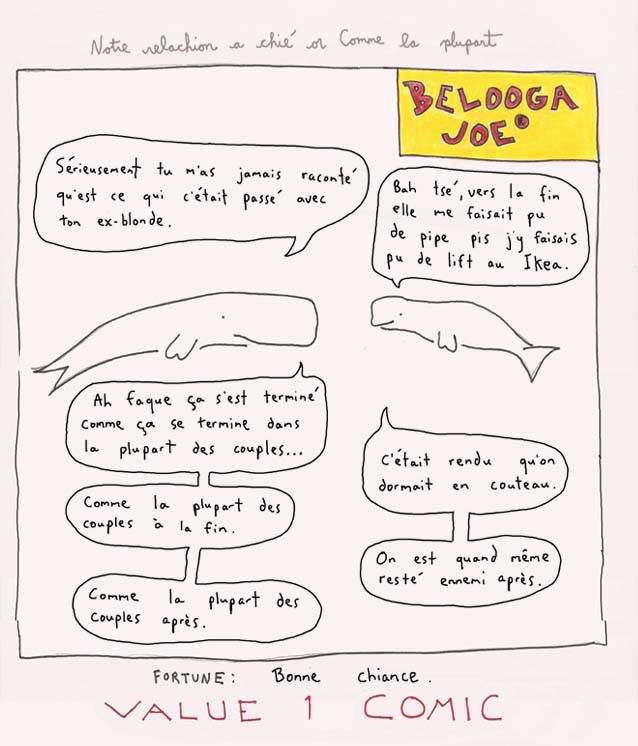 Notre relachion a chié or Comme la plupart
BELOOGA
JOE®
Sérieusement tu m'as jamais raconté
qu'est ce qui c'était passé avec
ton ex-blonde.
Bah tsé, vers la fin
elle me faisait pu
de pipe pis j'y faisais
pu de lift au Ikea.
Ah faque ça s'est terminé
comme ça se termine dans
la plupart des couples...
C'était rendu qu'on
dormait en couteau.
Comme la plupart des
couples à la fin.
On est quand même
resté ennemi après.
Comme la plupart des
couples après.
FORTUNE: Bonne chiance.
VALUE 1 COMIC